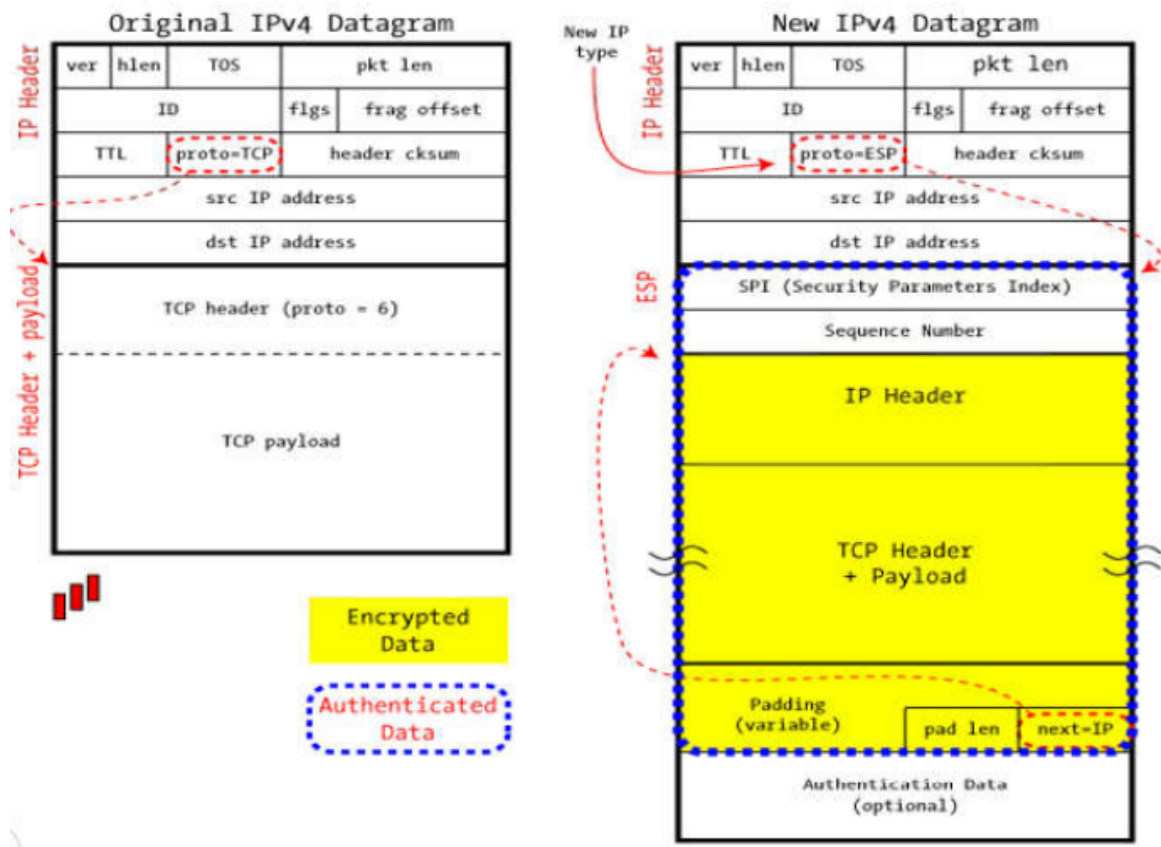 Original IPv4 Datagram
IP Header
ver hlen TOS pkt len
ID flgs frag offset
TTL proto=TCP header cksum
src IP address
dst IP address
TCP Header + payload
TCP header (proto = 6)
TCP payload
Encrypted
Data
Authenticated
Data
New IPv4 Datagram
New IP
type
IP Header
ver hlen TOS pkt len
ID flgs frag offset
TTL proto=ESP header cksum
src IP address
dst IP address
ESP
SPI (Security Parameters Index)
Sequence Number
IP Header
TCP Header
+ Payload
Padding
(variable)
pad len next=IP
Authentication Data
(optional)